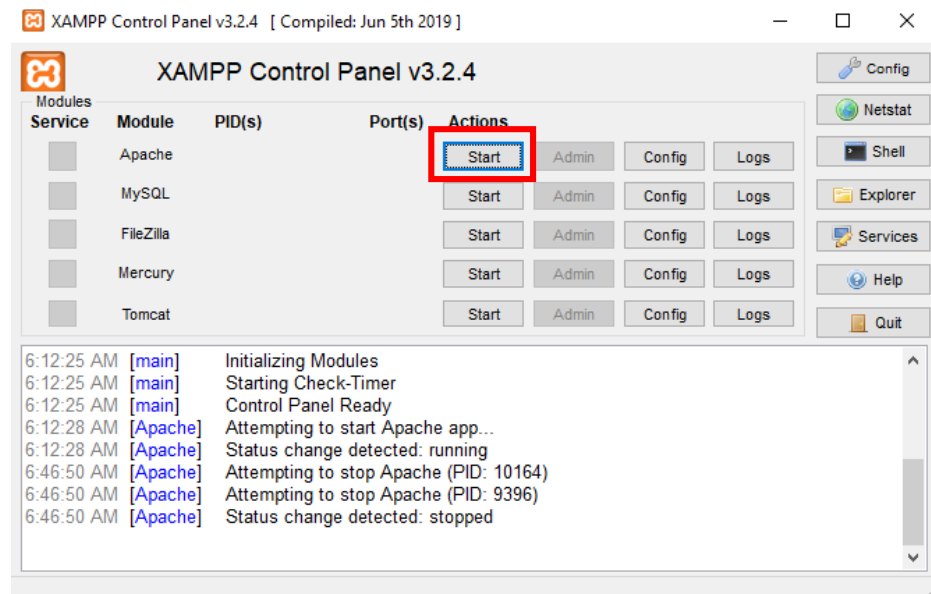 XAMPP Control Panel v3.2.4 [ Compiled: Jun 5th 2019 ]
XAMPP Control Panel v3.2.4
Config
Modules
Netstat
Service Module PID(s) Port(s) Actions
Apache Start Admin Config Logs
Shell
MySQL Start Admin Config Logs
Explorer
FileZilla Start Admin Config Logs
Services
Mercury Start Admin Config Logs
Help
Tomcat Start Admin Config Logs
Quit
6:12:25 AM [main] Initializing Modules
6:12:25 AM [main] Starting Check-Timer
6:12:25 AM [main] Control Panel Ready
6:12:28 AM [Apache] Attempting to start Apache app...
6:12:28 AM [Apache] Status change detected: running
6:46:50 AM [Apache] Attempting to stop Apache (PID: 10164)
6:46:50 AM [Apache] Attempting to stop Apache (PID: 9396)
6:46:50 AM [Apache] Status change detected: stopped